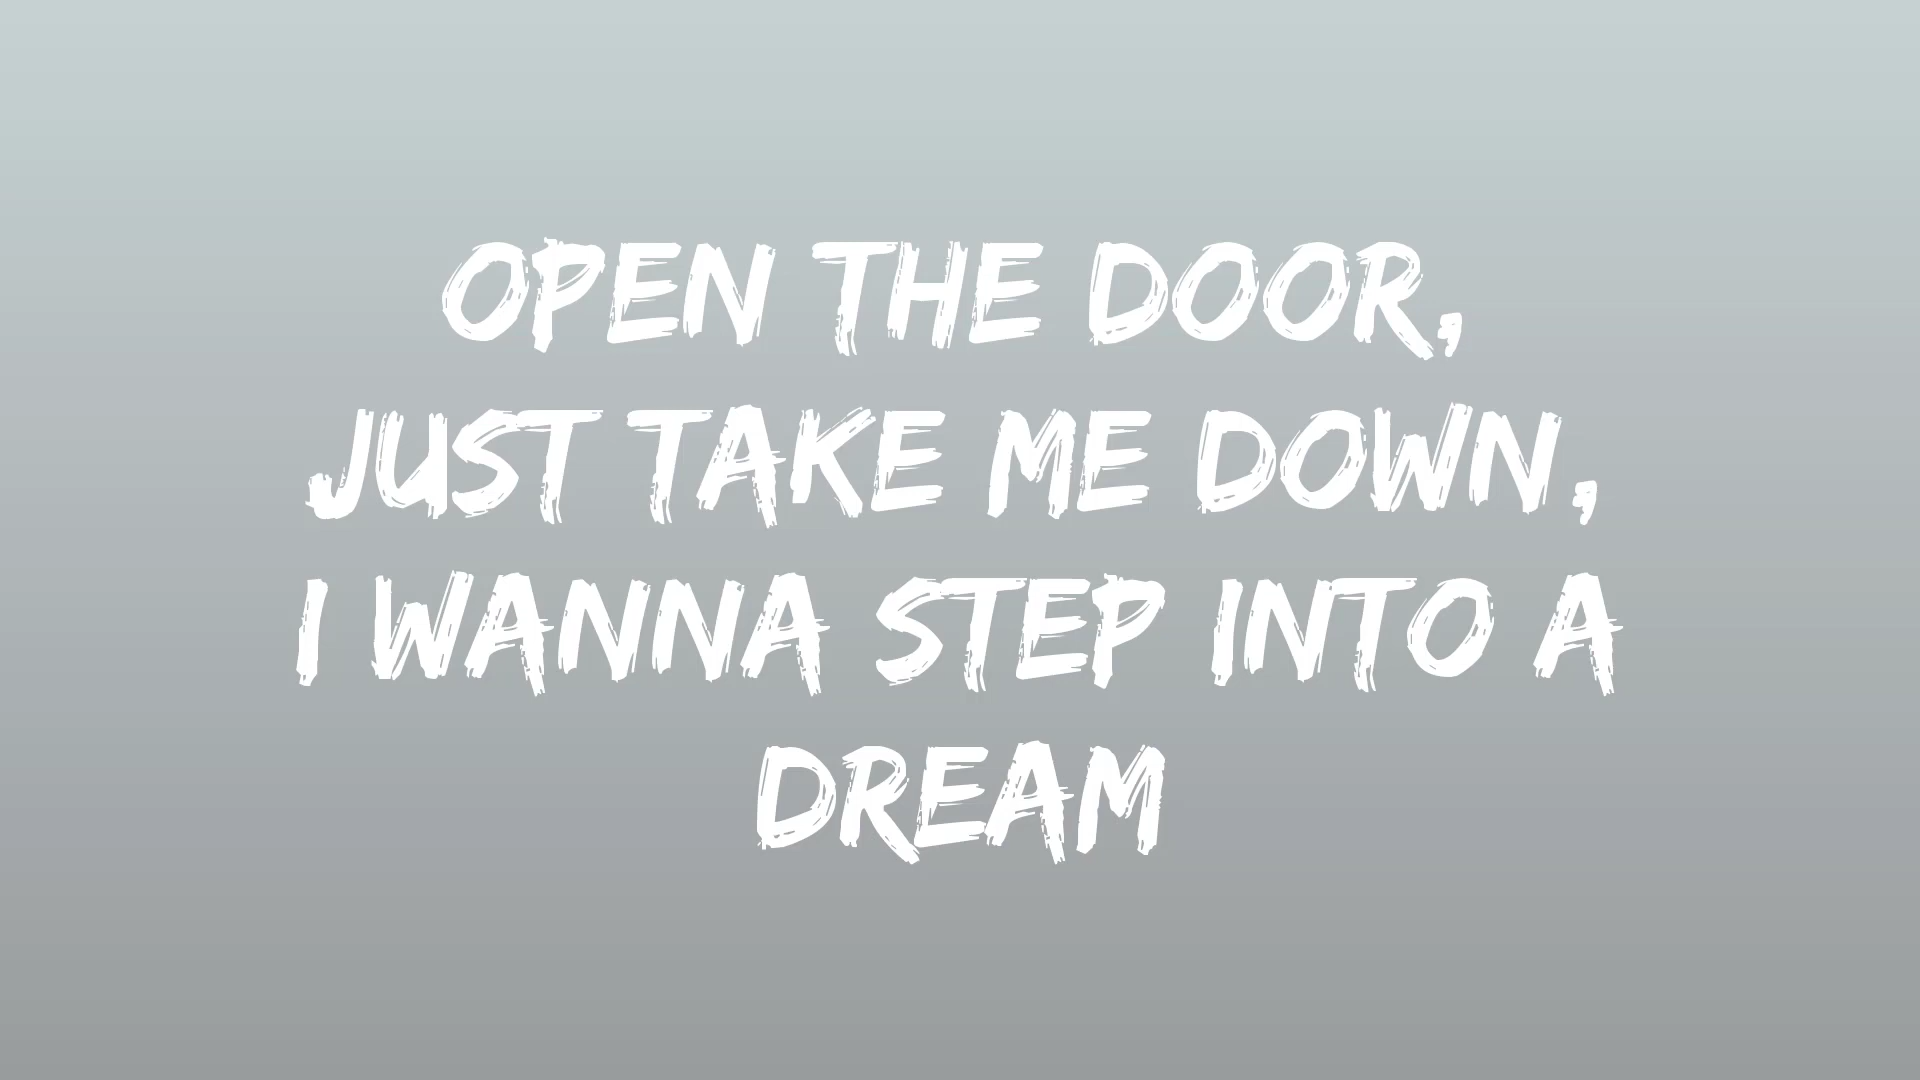 OPEN THE DOOR,
JUST TAKE ME DOWN,
I WANNA STEP INTO A
DREAM